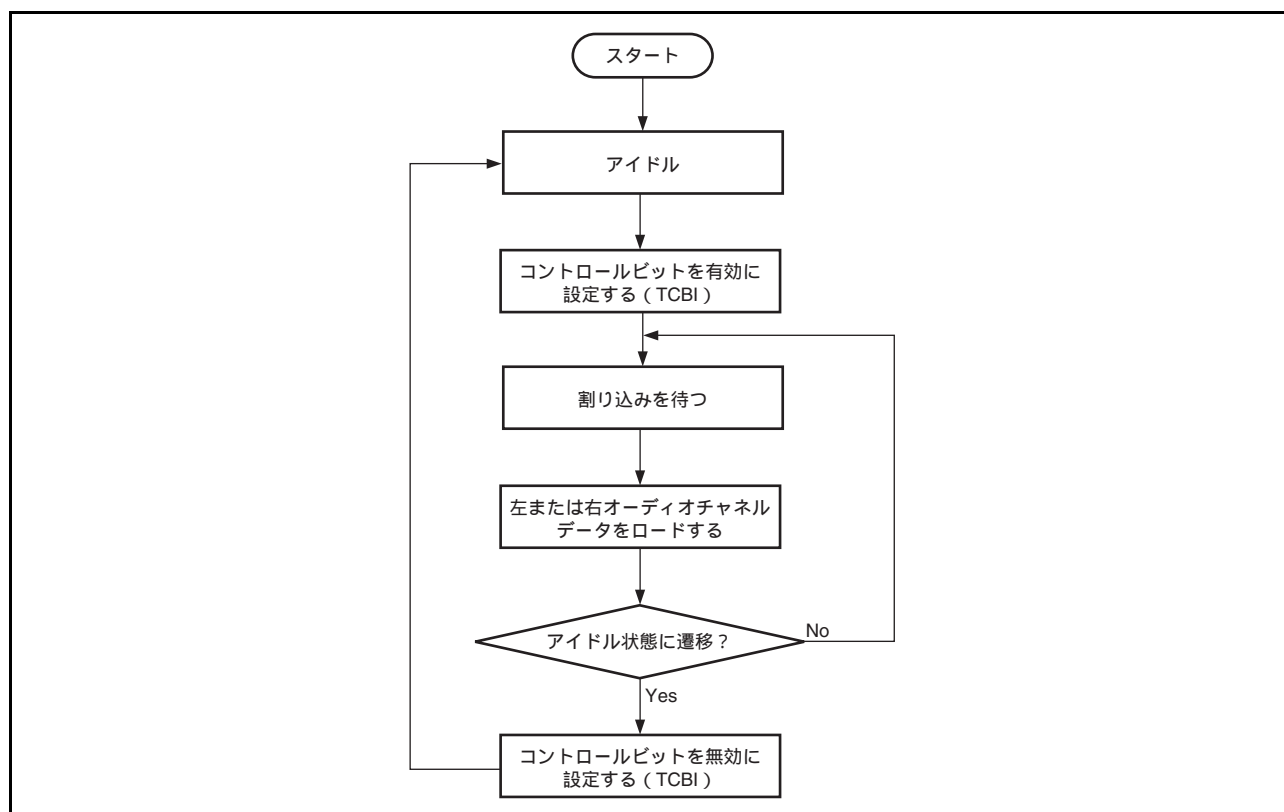 スタート
アイドル
コントロールビットを有効に
設定する（TCBI）
割り込みを待つ
左または右オーディオチャネル
データをロードする
アイドル状態に遷移？
No
Yes
コントロールビットを無効に
設定する（TCBI）